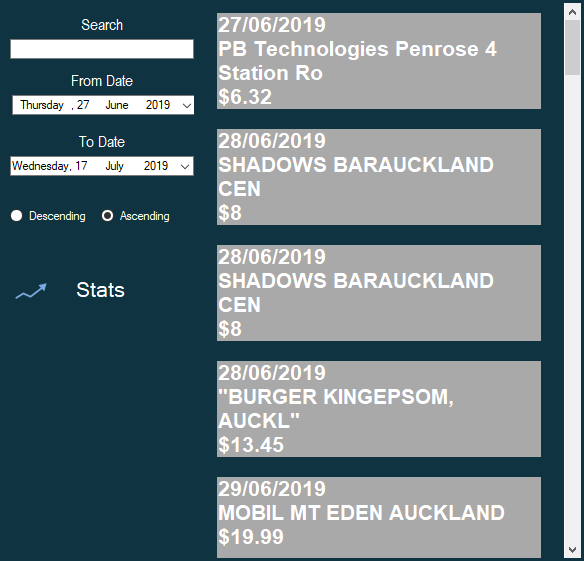 Search
From Date
Thursday , 27 June 2019
To Date
Wednesday, 17 July 2019
Descending Ascending
Stats
27/06/2019
PB Technologies Penrose 4
Station Ro
$6.32
28/06/2019
SHADOWS BARAUCKLAND
CEN
$8
28/06/2019
SHADOWS BARAUCKLAND
CEN
$8
28/06/2019
"BURGER KINGEPSOM,
AUCKL"
$13.45
29/06/2019
MOBIL MT EDEN AUCKLAND
$19.99